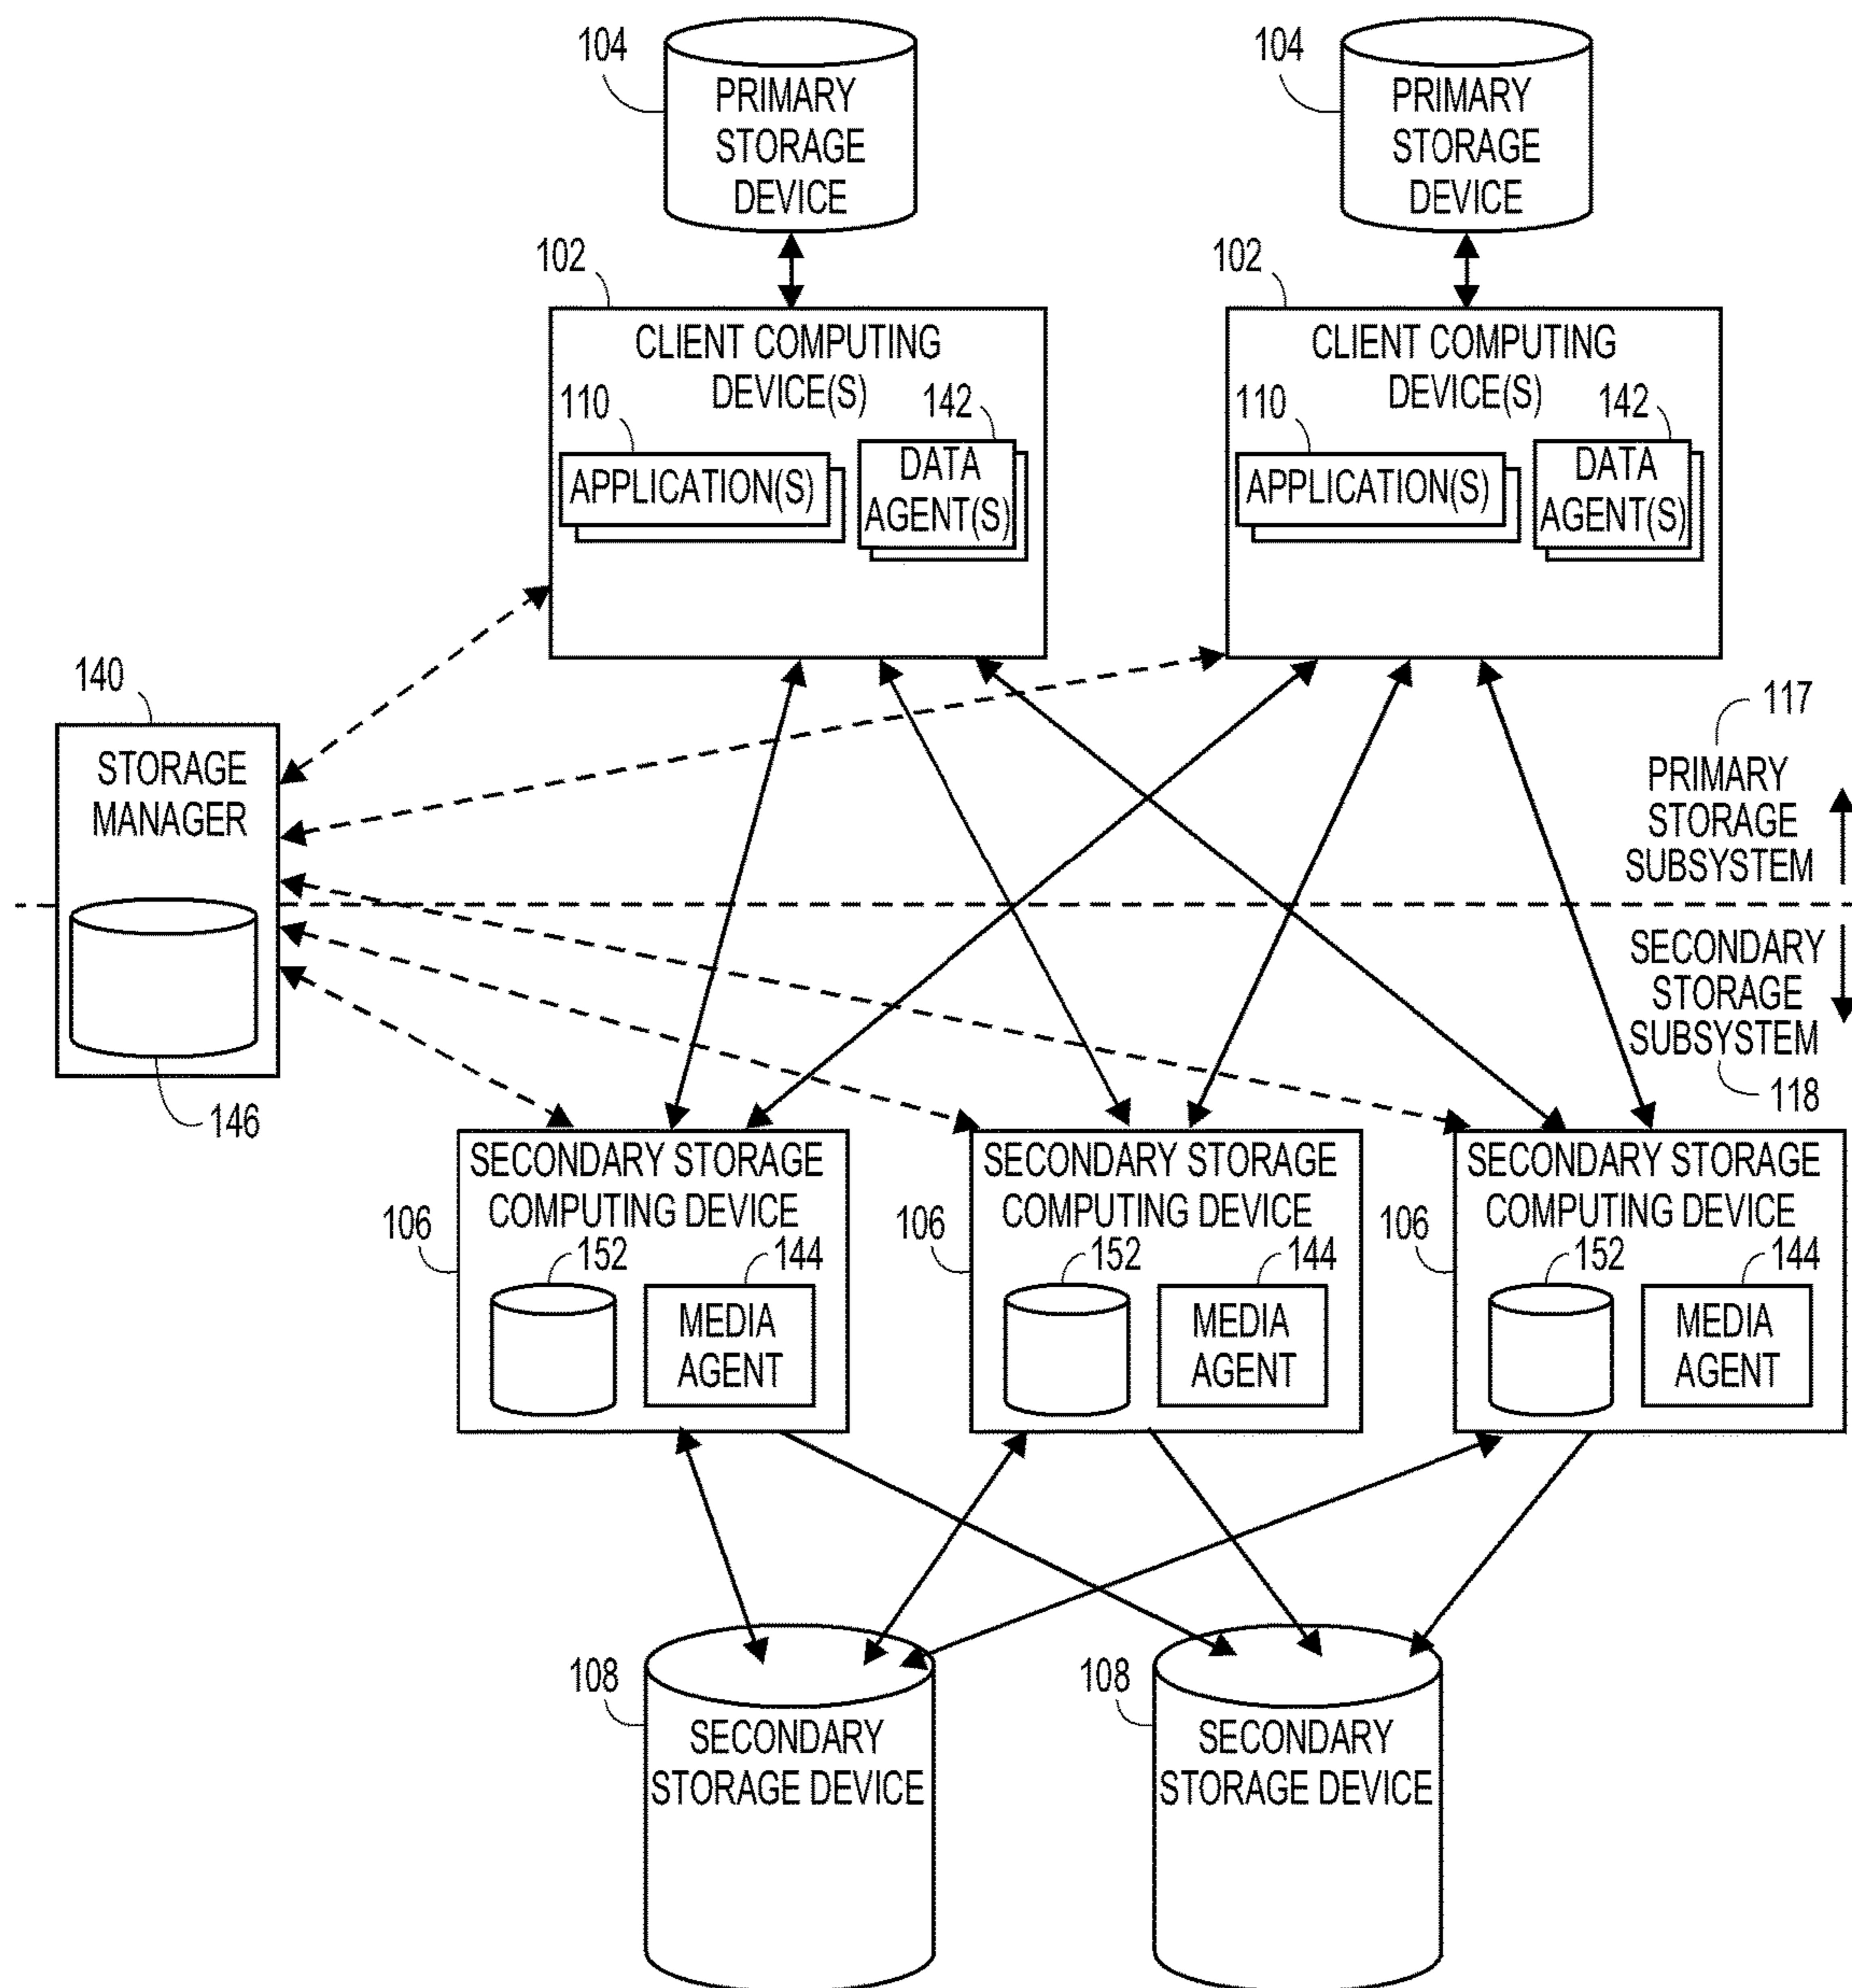 104
PRIMARY
STORAGE
DEVICE
104
PRIMARY
STORAGE
DEVICE
102
CLIENT COMPUTING
DEVICE(S)
110
142
APPLICATION(S)
DATA
AGENT(S)
102
CLIENT COMPUTING
DEVICE(S)
110
142
APPLICATION(S)
DATA
AGENT(S)
140
STORAGE
MANAGER
146
117
PRIMARY
STORAGE
SUBSYSTEM
SECONDARY
STORAGE
SUBSYSTEM
118
SECONDARY STORAGE
COMPUTING DEVICE
106
152
144
MEDIA
AGENT
SECONDARY STORAGE
COMPUTING DEVICE
106
152
144
MEDIA
AGENT
SECONDARY STORAGE
COMPUTING DEVICE
106
152
144
MEDIA
AGENT
108
SECONDARY
STORAGE DEVICE
108
SECONDARY
STORAGE DEVICE